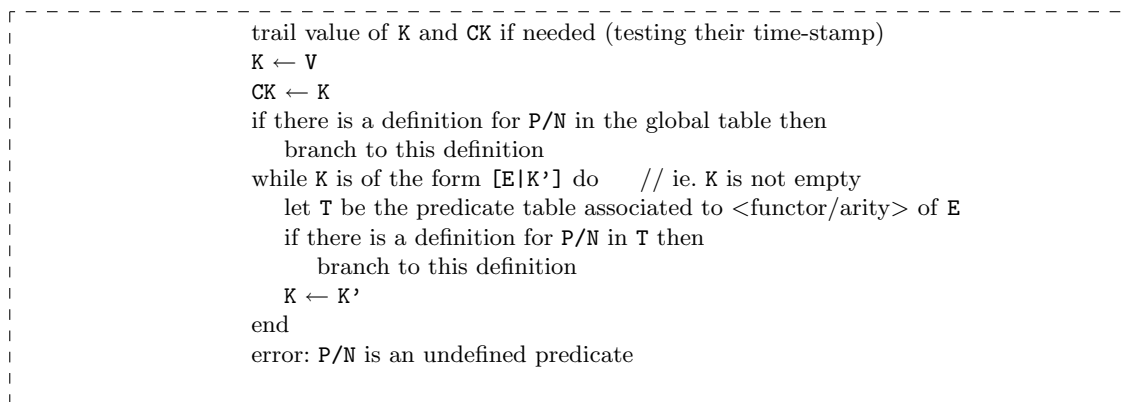 trail value of K and CK if needed (testing their time-stamp)
K ← V
CK ← K
if there is a definition for P/N in the global table then
branch to this definition
while K is of the form [E|K'] do // ie. K is not empty
let T be the predicate table associated to <functor/arity> of E
if there is a definition for P/N in T then
branch to this definition
K ← K'
end
error: P/N is an undefined predicate